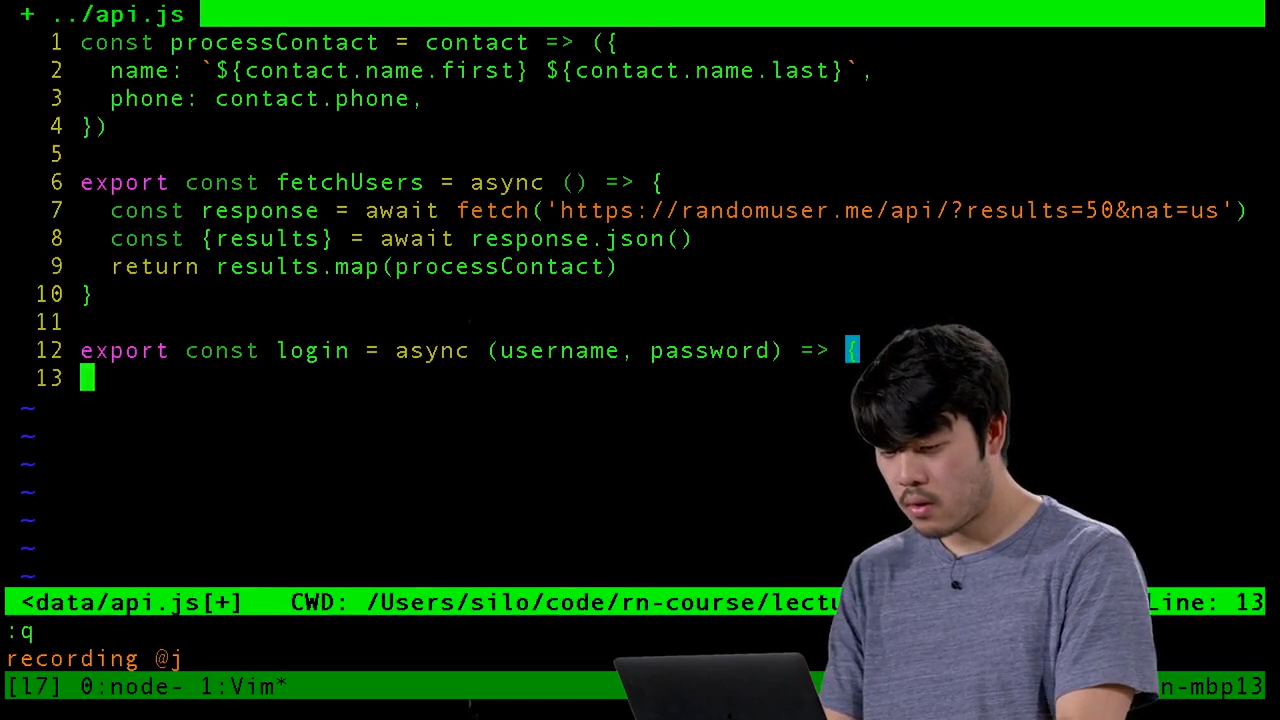 + ../api.js
1 const processContact = contact => ({
2   name: `${contact.name.first} ${contact.name.last}`,
3   phone: contact.phone,
4 })
5
6 export const fetchUsers = async () => {
7   const response = await fetch('https://randomuser.me/api/?results=50&nat=us')
8   const {results} = await response.json()
9   return results.map(processContact)
10 }
11
12 export const login = async (username, password) => {
13
~
~
~
~
~
~
~
<data/api.js[+]   CWD: /Users/silo/code/rn-course/ Line: 13
:q
recording @j
[l7] 0:node- 1:Vim* n-mbp13